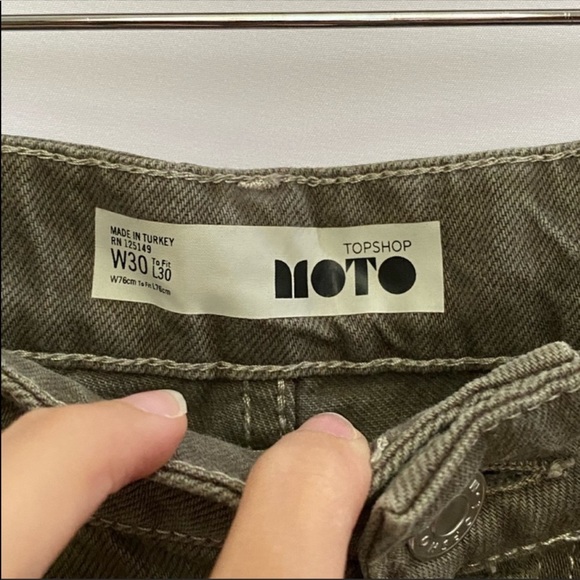 MADE IN TURKEY
RN 125149
W30 To Fit L30
W76cm To Fit L76cm
TOPSHOP
MOTO